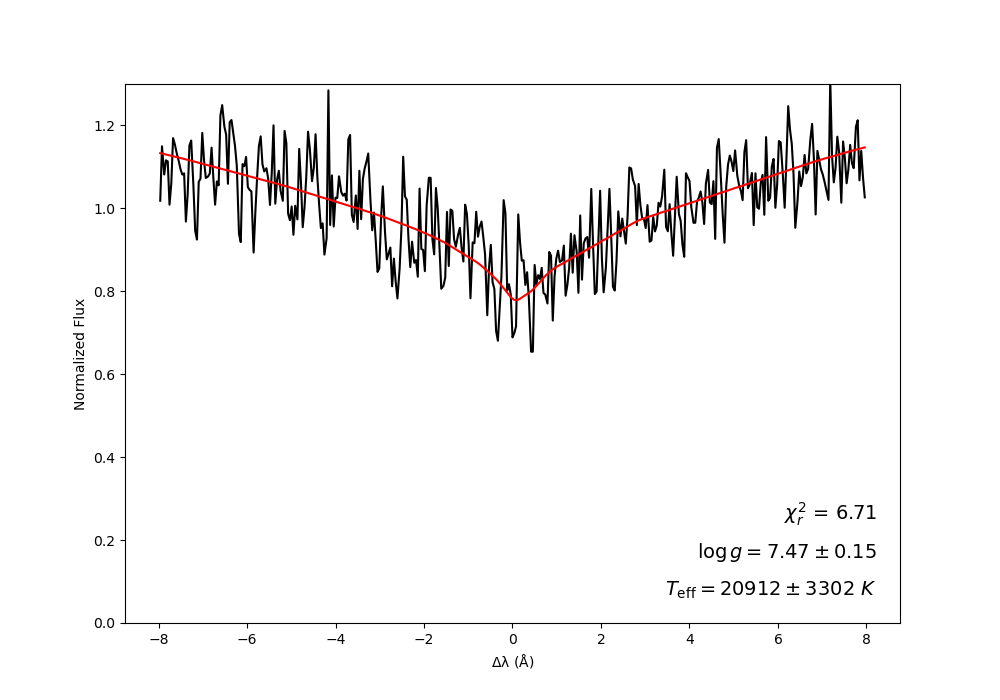 1.2
1.0
0.8
0.6
0.4
0.2
0.0
Normalized Flux
χ²ᵣ = 6.71
log g = 7.47 ± 0.15
T_eff = 20912 ± 3302 K
−8 −6 −4 −2 0 2 4 6 8
Δλ (Å)